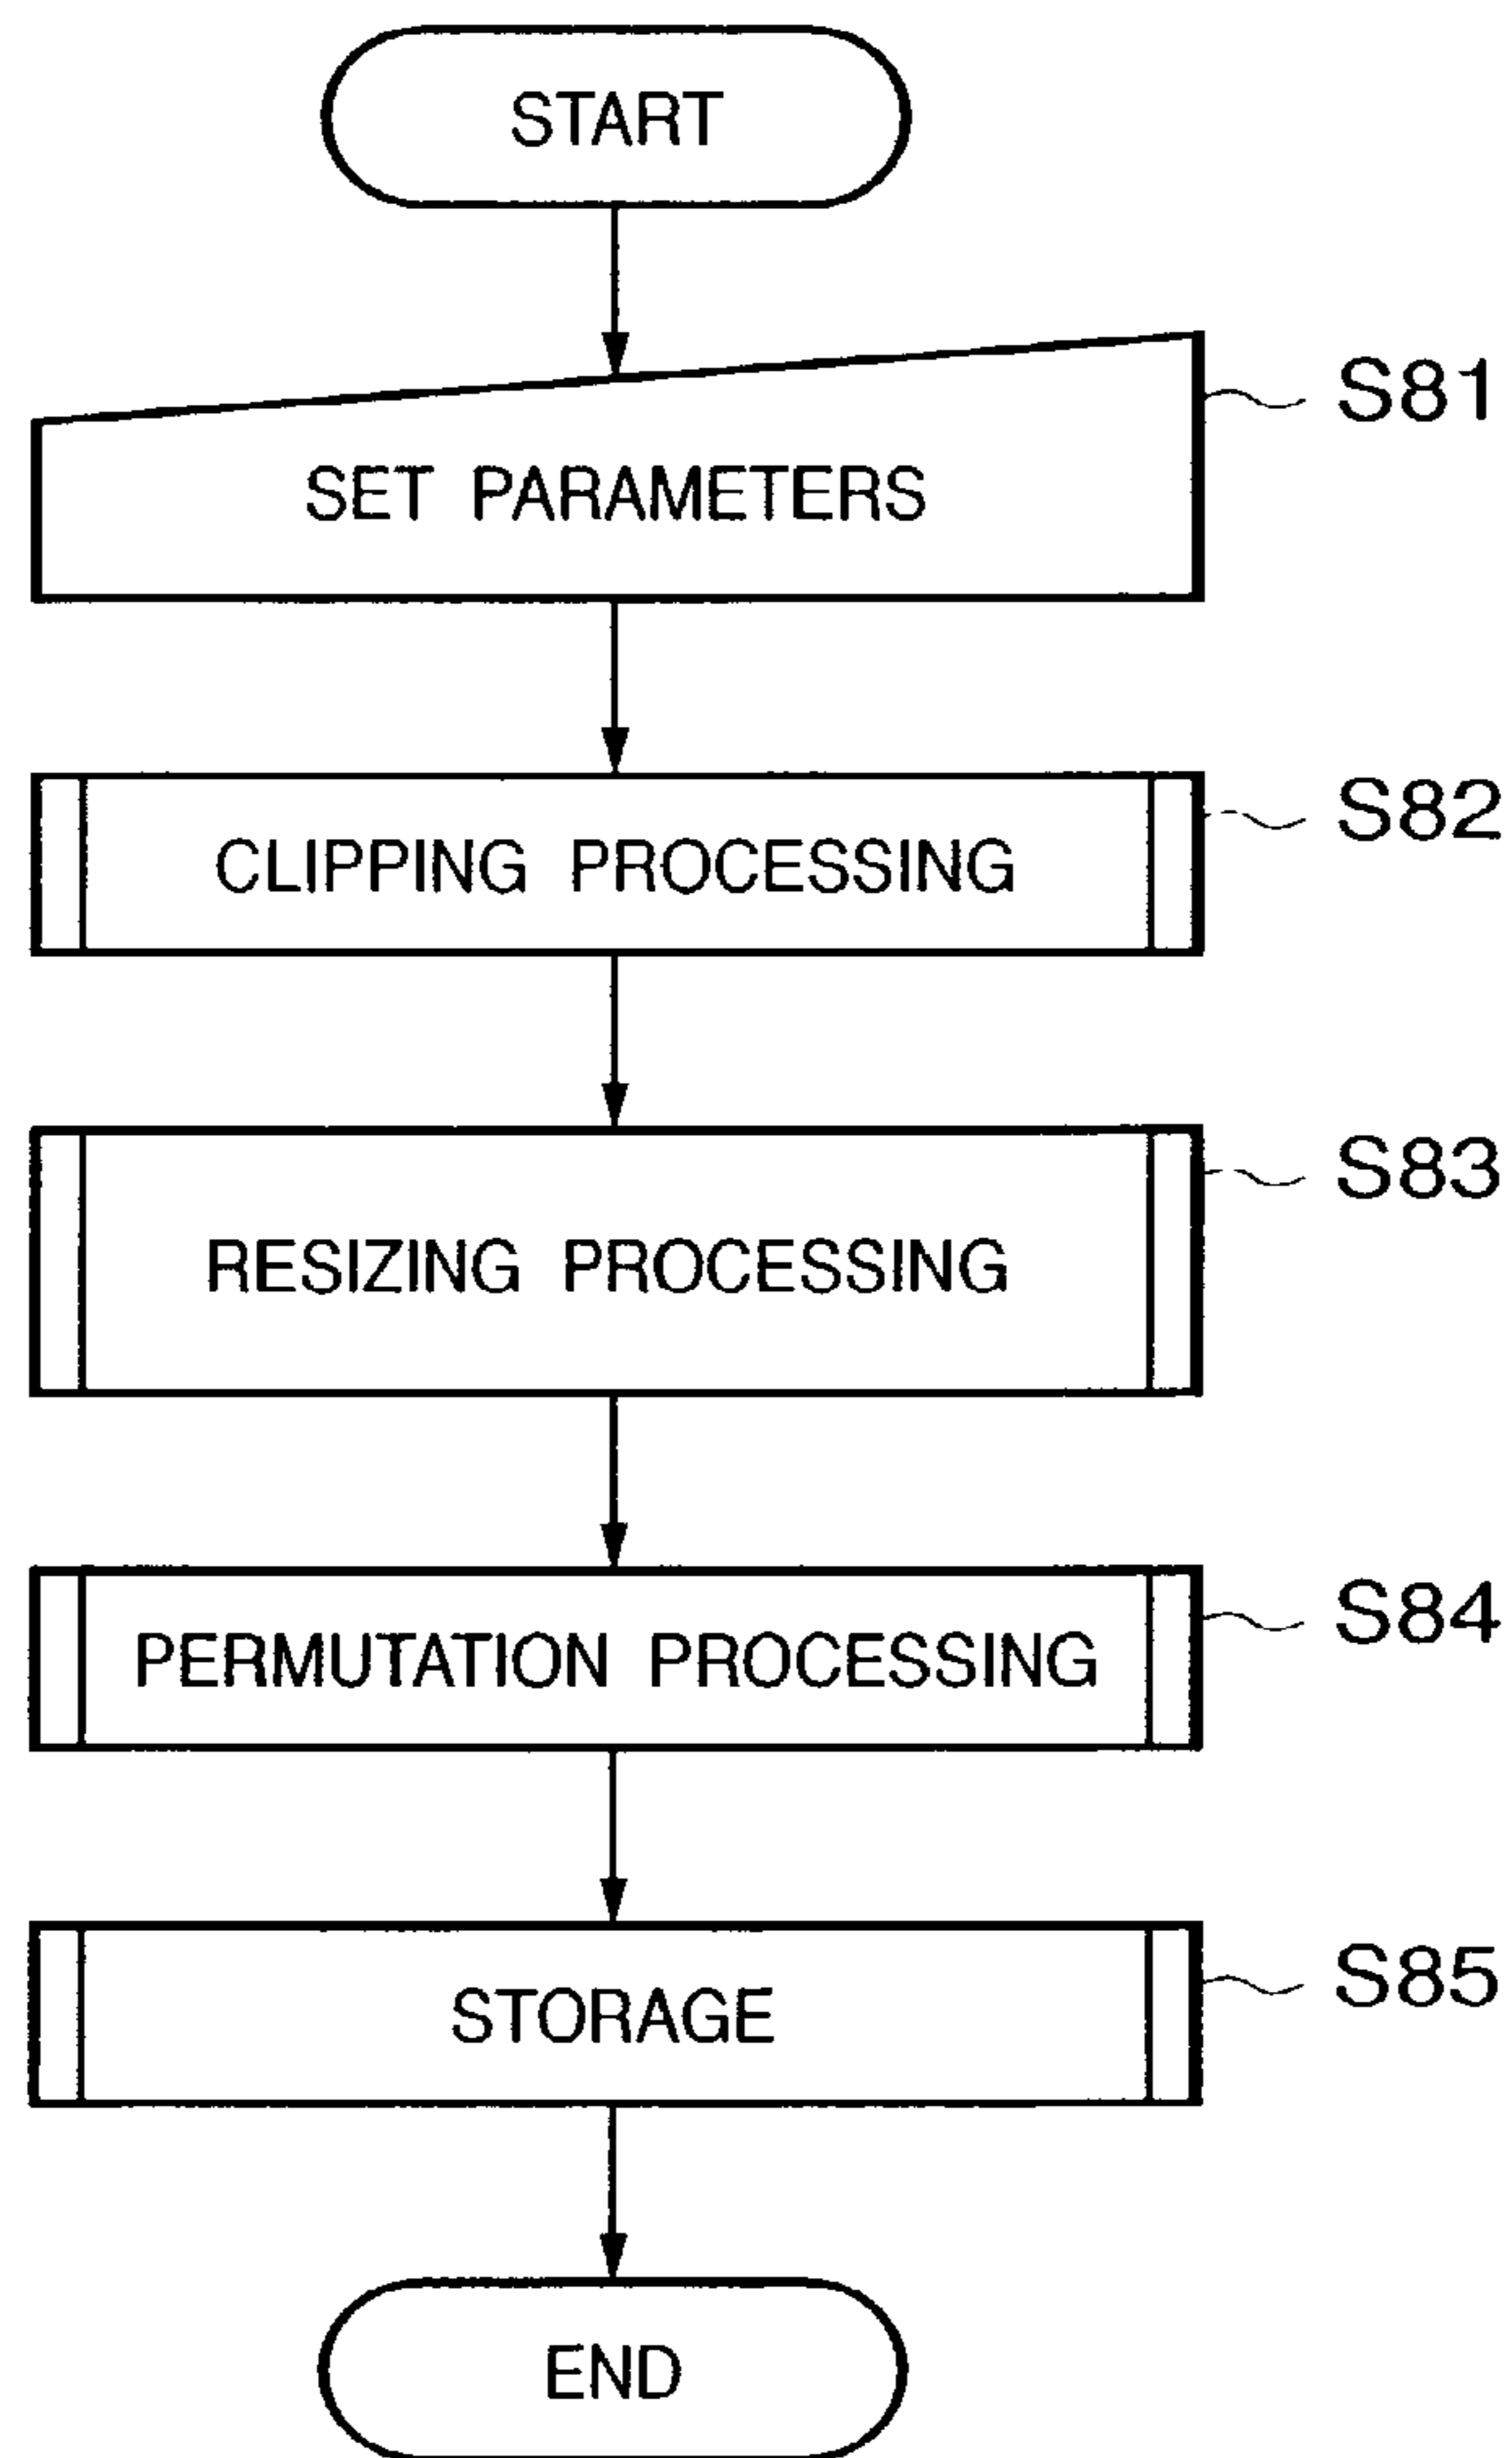 START
S81
SET PARAMETERS
S82
CLIPPING PROCESSING
S83
RESIZING PROCESSING
S84
PERMUTATION PROCESSING
S85
STORAGE
END